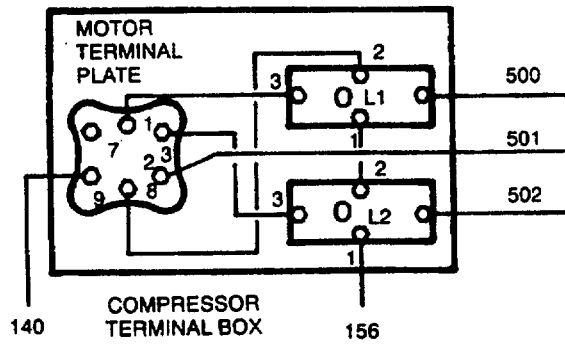 MOTOR
TERMINAL
PLATE
2
500
3
L1
1
7
1
501
3
2
2
9
8
3
L2
502
1
140
COMPRESSOR
TERMINAL BOX
156